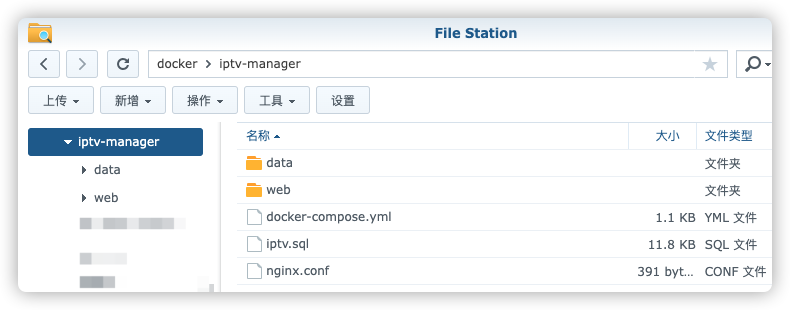 File Station
docker > iptv-manager
上传 新增 操作 工具 设置
iptv-manager
data
web
名称 大小 文件类型
data 文件夹
web 文件夹
docker-compose.yml 1.1 KB YML 文件
iptv.sql 11.8 KB SQL 文件
nginx.conf 391 byt... CONF 文件